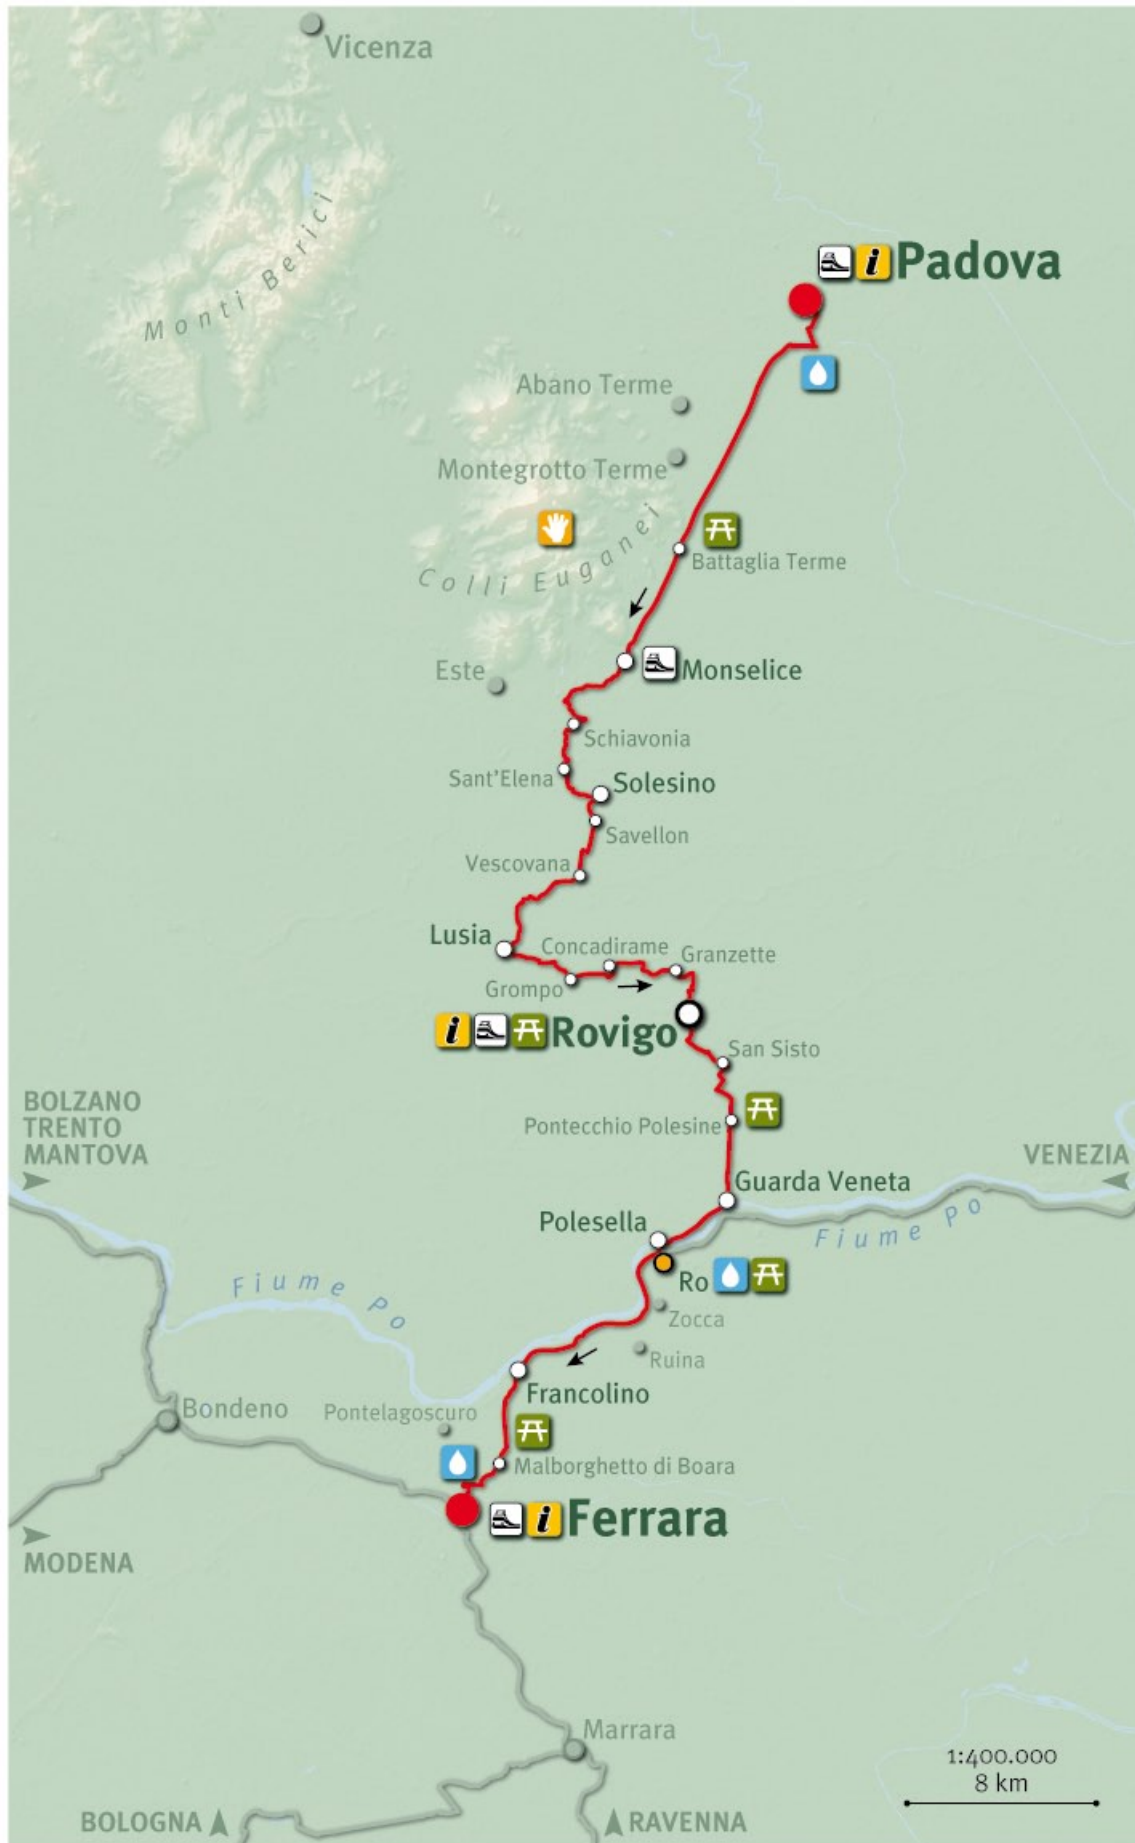 Vicenza
Monti Berici
i Padova
Abano Terme
Montegrotto Terme
Colli Euganei
Battaglia Terme
Este
Monselice
Schiavonia
Sant'Elena
Solesino
Savellon
Vescovana
Lusia
Concadirame
Granzette
Grompo
i Rovigo
San Sisto
BOLZANO
TRENTO
MANTOVA
Pontecchio Polesine
VENEZIA
Guarda Veneta
Polesella
Fiume Po
Fiume Po
Ro
Zocca
Ruina
Francolino
Bondeno
Pontelagoscuro
Malborghetto di Boara
i Ferrara
MODENA
Marrara
1:400.000
8 km
BOLOGNA
RAVENNA